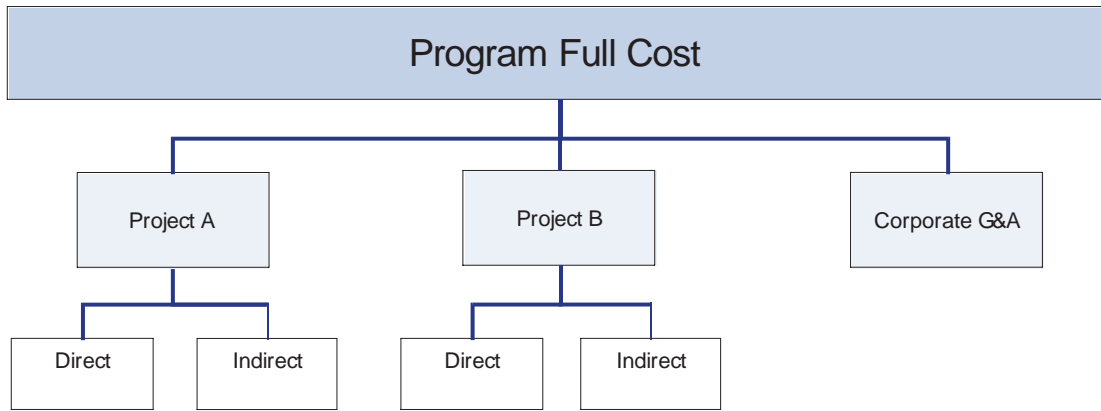 Program Full Cost
Project A
Project B
Corporate G&A
Direct
Indirect
Direct
Indirect